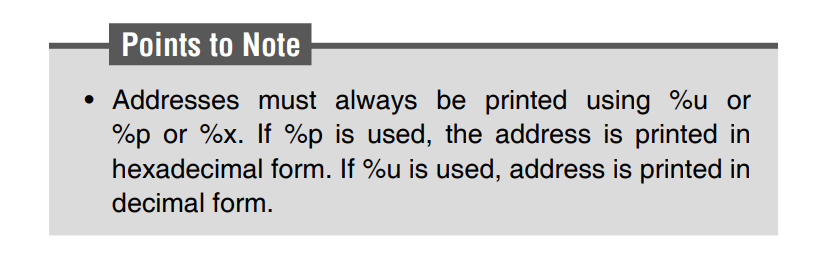 Points to Note
• Addresses must always be printed using %u or
%p or %x. If %p is used, the address is printed in
hexadecimal form. If %u is used, address is printed in
decimal form.